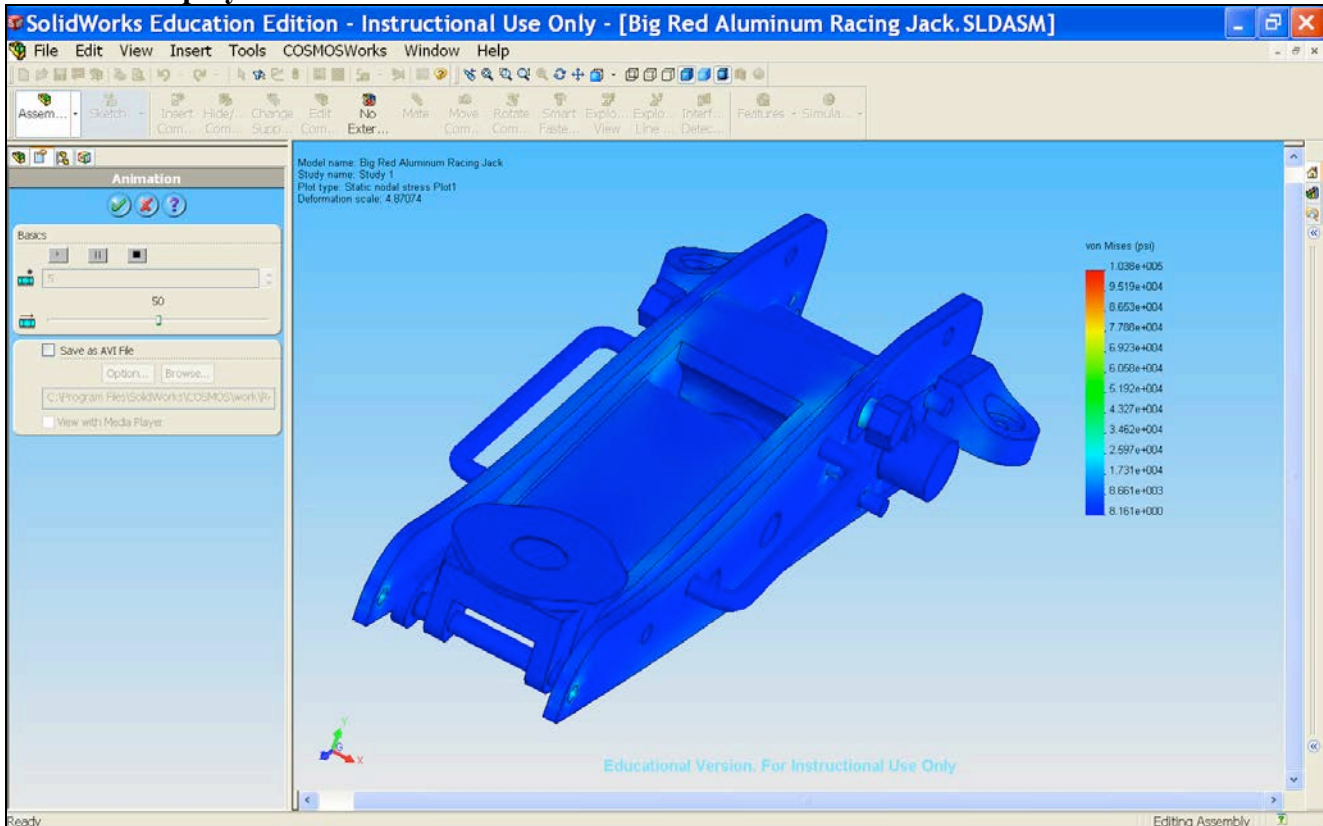 SolidWorks Education Edition - Instructional Use Only - [Big Red Aluminum Racing Jack.SLDASM]
File Edit View Insert Tools COSMOSWorks Window Help
Assem... Sketch Insert Com... Hide/... Com... Change Supp... Edit Com... No Exter... Mate Move Com... Rotate Com... Smart Faste... Explo... View Explo... Line ... Interf... Detec... Features Simula...
Animation
Basics
5
50
Save as AVI File
Option... Browse...
C:\Program Files\SolidWorks\COSMOS\work\
View with Media Player
Model name: Big Red Aluminum Racing Jack
Study name: Study 1
Plot type: Static nodal stress Plot1
Deformation scale: 4.87074
von Mises (psi)
1.038e+005
9.519e+004
8.653e+004
7.788e+004
6.923e+004
6.058e+004
5.192e+004
4.327e+004
3.462e+004
2.597e+004
1.731e+004
8.661e+003
8.161e+000
Y
X
Educational Version. For Instructional Use Only
Ready
Editing Assembly